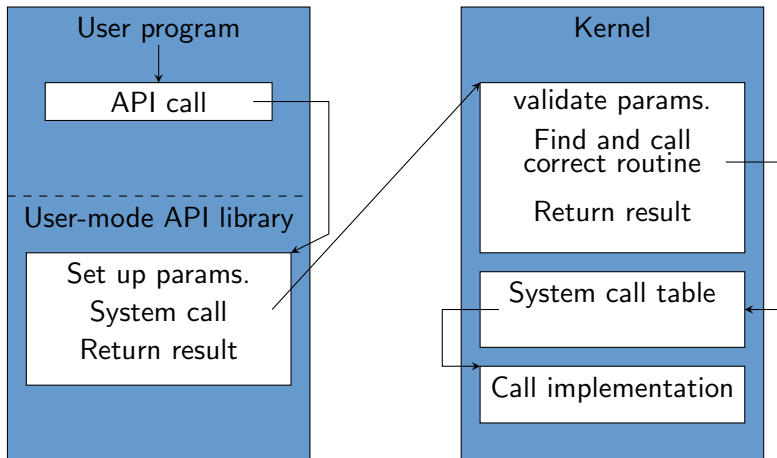 User program
API call
User-mode API library
Set up params.
System call
Return result
Kernel
validate params.
Find and call
correct routine
Return result
System call table
Call implementation